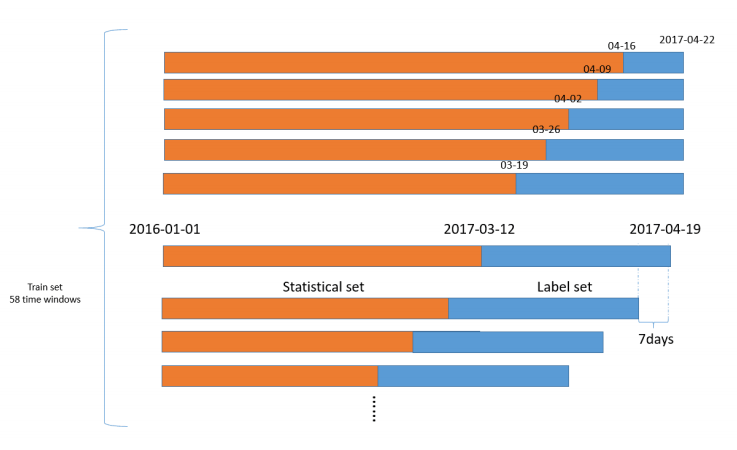 04-16
2017-04-22
04-09
04-02
03-26
03-19
2016-01-01
2017-03-12
2017-04-19
Train set
58 time windows
Statistical set
Label set
7days